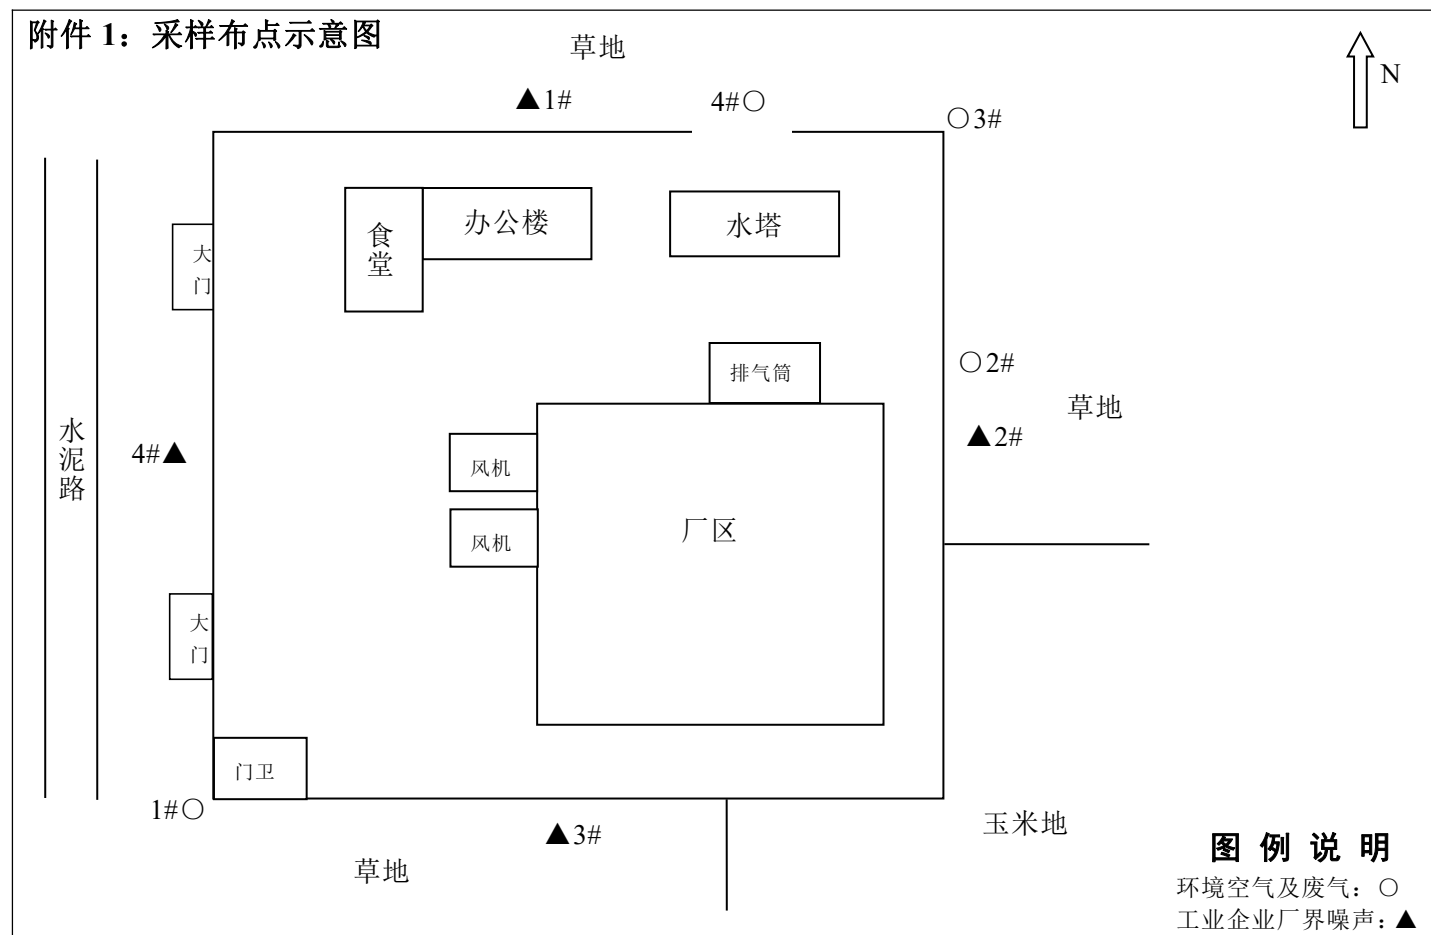 附件 1：采样布点示意图
草地
N
▲1#
4#○
○3#
食堂
办公楼
水塔
大门
排气筒
○2#
草地
▲2#
水泥路
4#▲
风机
风机
厂区
大门
门卫
1#○
▲3#
草地
玉米地
图 例 说 明
环境空气及废气：○
工业企业厂界噪声：▲